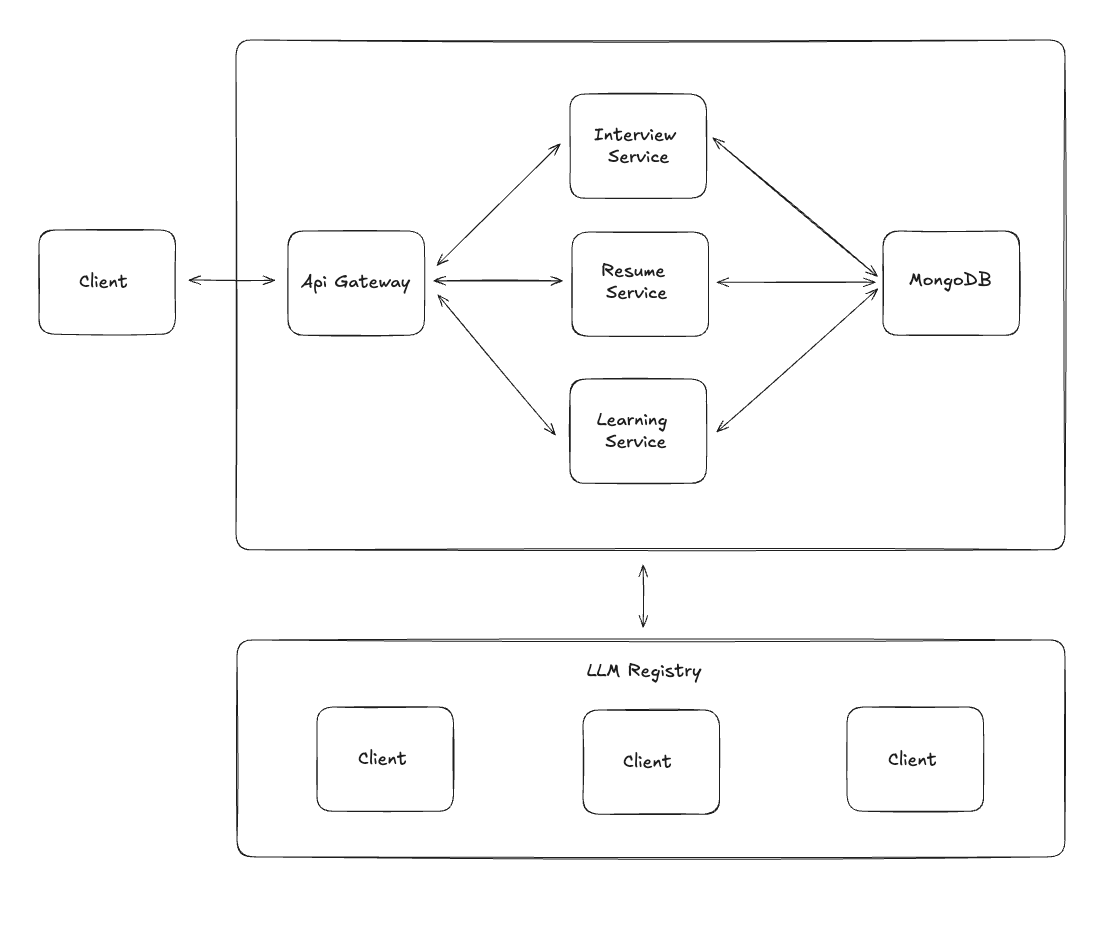 Interview
Service
Client
Api Gateway
Resume
Service
MongoDB
Learning
Service
LLM Registry
Client
Client
Client